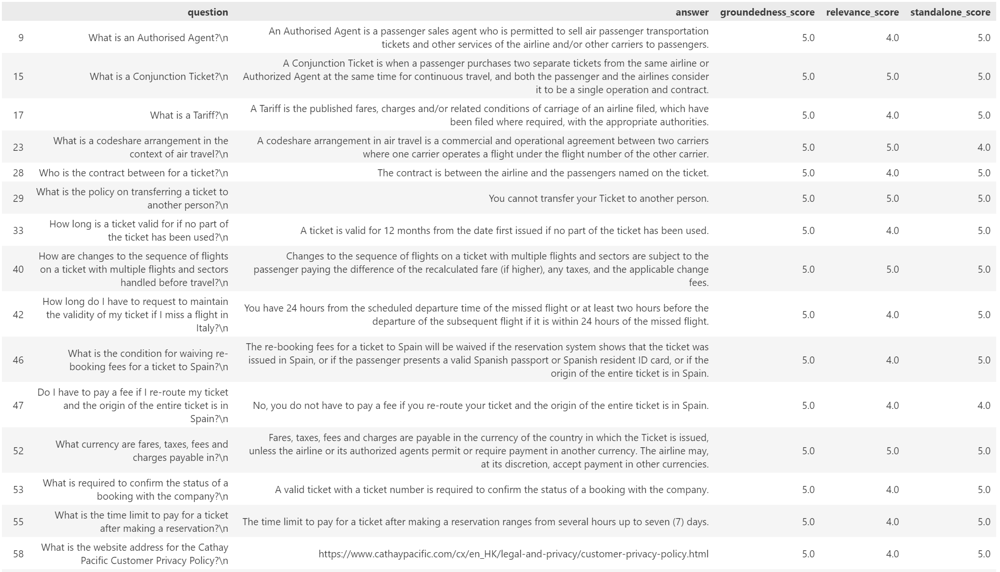 question answer groundedness_score relevance_score standalone_score
9 What is an Authorised Agent?\n An Authorised Agent is a passenger sales agent who is permitted to sell air passenger transportation
tickets and other services of the airline and/or other carriers to passengers. 5.0 4.0 5.0
15 What is a Conjunction Ticket?\n A Conjunction Ticket is when a passenger purchases two separate tickets from the same airline or
Authorized Agent at the same time for continuous travel, and both the passenger and the airlines consider
it to be a single operation and contract. 5.0 5.0 5.0
17 What is a Tariff?\n A Tariff is the published fares, charges and/or related conditions of carriage of an airline filed, which have
been filed where required, with the appropriate authorities. 5.0 4.0 5.0
23 What is a codeshare arrangement in the
context of air travel?\n A codeshare arrangement in air travel is a commercial and operational agreement between two carriers
where one carrier operates a flight under the flight number of the other carrier. 5.0 5.0 4.0
28 Who is the contract between for a ticket?\n The contract is between the airline and the passengers named on the ticket. 5.0 4.0 5.0
29 What is the policy on transferring a ticket to
another person?\n You cannot transfer your Ticket to another person. 5.0 5.0 5.0
33 How long is a ticket valid for if no part of
the ticket has been used?\n A ticket is valid for 12 months from the date first issued if no part of the ticket has been used. 5.0 4.0 5.0
40 How are changes to the sequence of flights
on a ticket with multiple flights and sectors
handled before travel?\n Changes to the sequence of flights on a ticket with multiple flights and sectors are subject to the
passenger paying the difference of the recalculated fare (if higher), any taxes, and the applicable change
fees. 5.0 5.0 5.0
42 How long do I have to request to maintain
the validity of my ticket if I miss a flight in
Italy?\n You have 24 hours from the scheduled departure time of the missed flight or at least two hours before the
departure of the subsequent flight if it is within 24 hours of the missed flight. 5.0 4.0 5.0
46 What is the condition for waiving re-
booking fees for a ticket to Spain?\n The re-booking fees for a ticket to Spain will be waived if the reservation system shows that the ticket was
issued in Spain, or if the passenger presents a valid Spanish passport or Spanish resident ID card, or if the
origin of the entire ticket is in Spain. 5.0 4.0 5.0
47 Do I have to pay a fee if I re-route my ticket
and the origin of the entire ticket is in
Spain?\n No, you do not have to pay a fee if you re-route your ticket and the origin of the entire ticket is in Spain. 5.0 4.0 4.0
52 What currency are fares, taxes, fees and
charges payable in?\n Fares, taxes, fees and charges are payable in the currency of the country in which the Ticket is issued,
unless the airline or its authorized agents permit or require payment in another currency. The airline may,
at its discretion, accept payment in other currencies. 5.0 5.0 5.0
53 What is required to confirm the status of a
booking with the company?\n A valid ticket with a ticket number is required to confirm the status of a booking with the company. 5.0 4.0 5.0
55 What is the time limit to pay for a ticket
after making a reservation?\n The time limit to pay for a ticket after making a reservation ranges from several hours up to seven (7) days. 5.0 4.0 5.0
58 What is the website address for the Cathay
Pacific Customer Privacy Policy?\n https://www.cathaypacific.com/cx/en_HK/legal-and-privacy/customer-privacy-policy.html 5.0 4.0 5.0